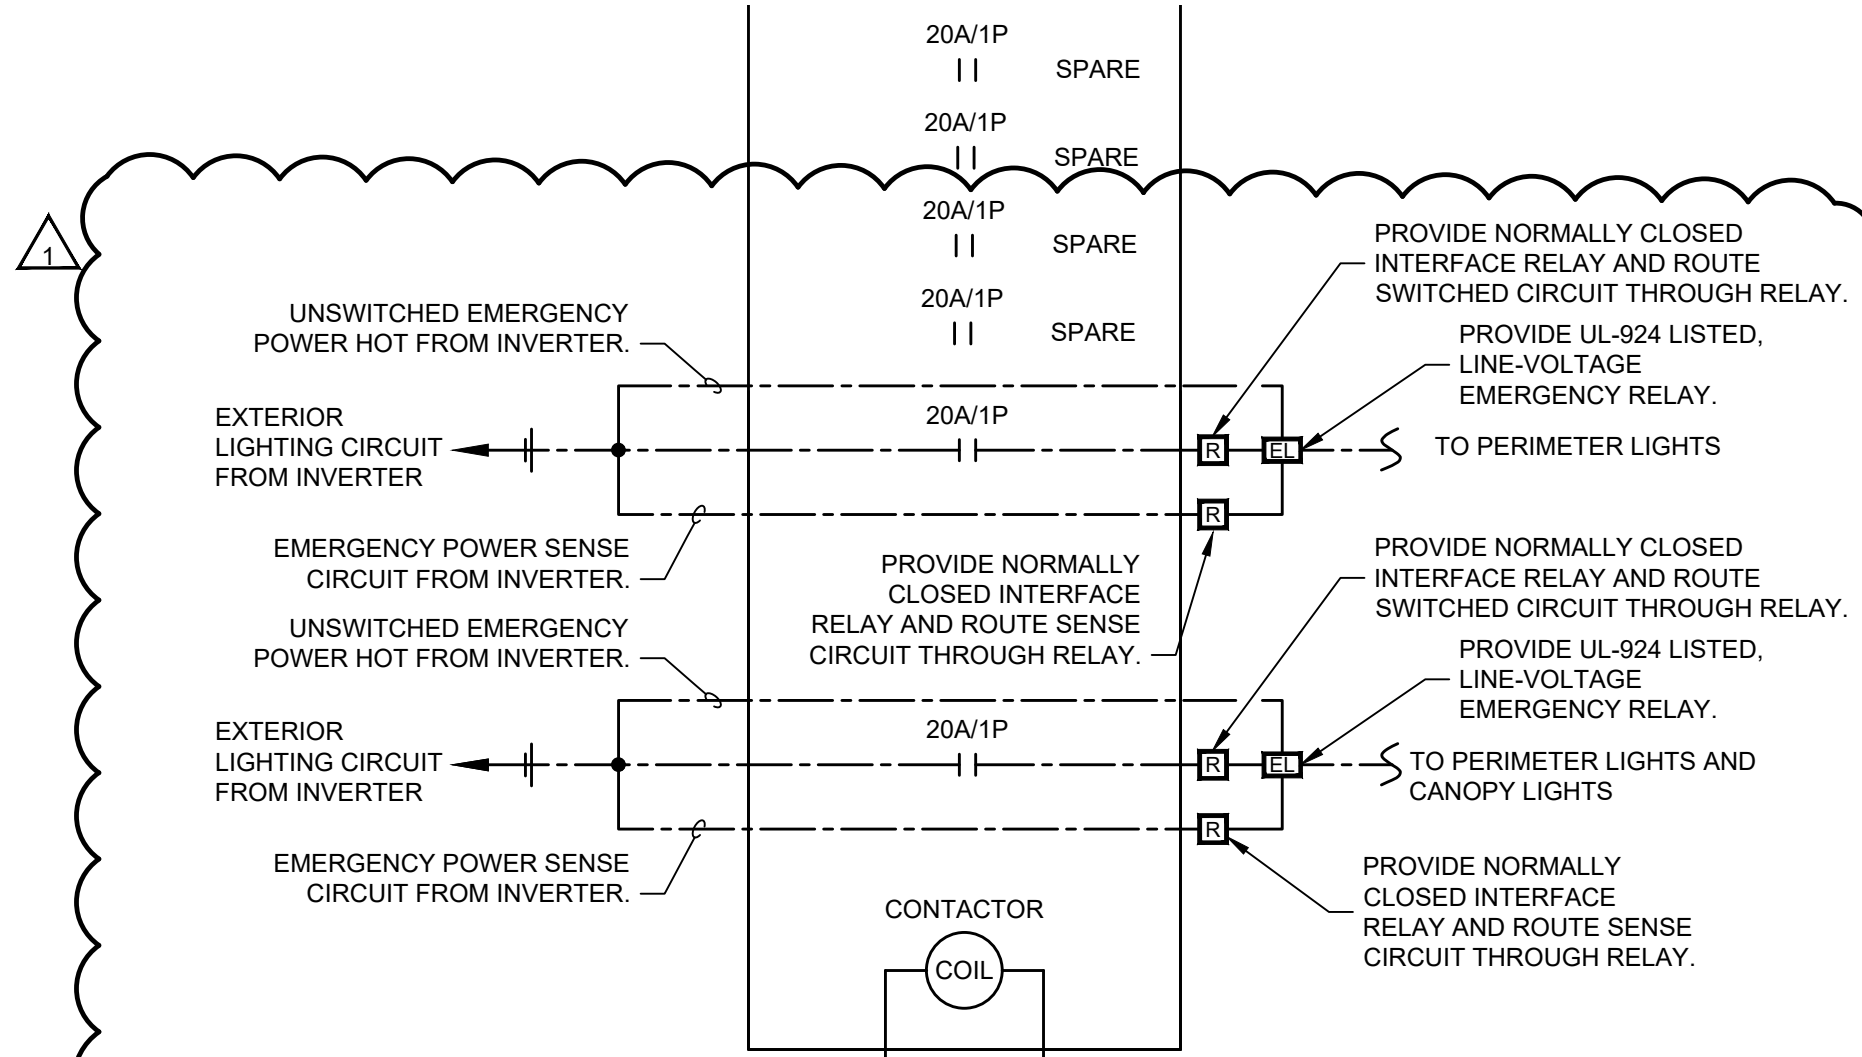 20A/1P
SPARE
20A/1P
SPARE
1
20A/1P
SPARE
20A/1P
SPARE
PROVIDE NORMALLY CLOSED
INTERFACE RELAY AND ROUTE
SWITCHED CIRCUIT THROUGH RELAY.
UNSWITCHED EMERGENCY
POWER HOT FROM INVERTER.
PROVIDE UL-924 LISTED,
LINE-VOLTAGE
EMERGENCY RELAY.
EXTERIOR
LIGHTING CIRCUIT
FROM INVERTER
20A/1P
R
EL
TO PERIMETER LIGHTS
R
EMERGENCY POWER SENSE
CIRCUIT FROM INVERTER.
PROVIDE NORMALLY
CLOSED INTERFACE
RELAY AND ROUTE SENSE
CIRCUIT THROUGH RELAY.
PROVIDE NORMALLY CLOSED
INTERFACE RELAY AND ROUTE
SWITCHED CIRCUIT THROUGH RELAY.
UNSWITCHED EMERGENCY
POWER HOT FROM INVERTER.
PROVIDE UL-924 LISTED,
LINE-VOLTAGE
EMERGENCY RELAY.
EXTERIOR
LIGHTING CIRCUIT
FROM INVERTER
20A/1P
R
EL
TO PERIMETER LIGHTS AND
CANOPY LIGHTS
R
EMERGENCY POWER SENSE
CIRCUIT FROM INVERTER.
PROVIDE NORMALLY
CLOSED INTERFACE
RELAY AND ROUTE SENSE
CIRCUIT THROUGH RELAY.
CONTACTOR
COIL